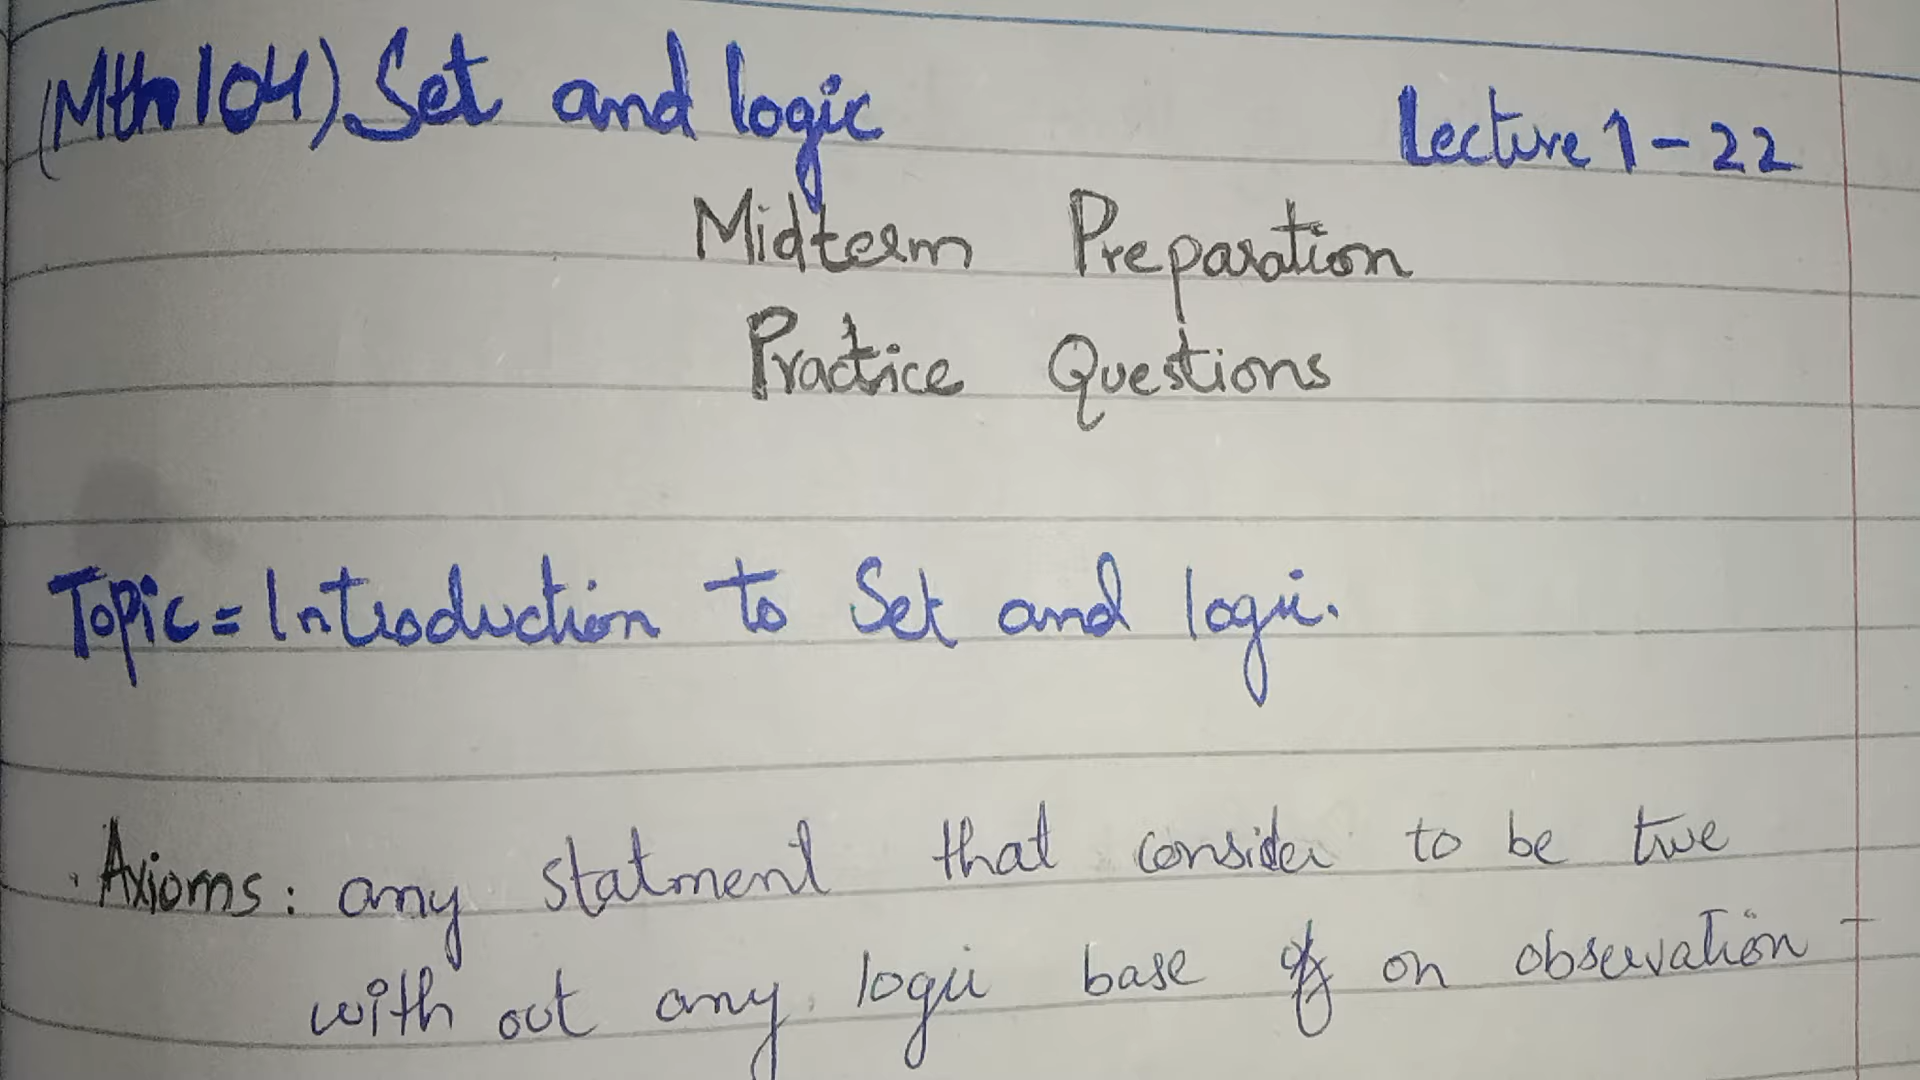 (Mth104) Set and logic
Lecture 1-22
Midterm Preparation
Practice Questions
Topic = Introduction to Set and logic.
. Axioms: any statment that consider to be true
with out any logic base on observation